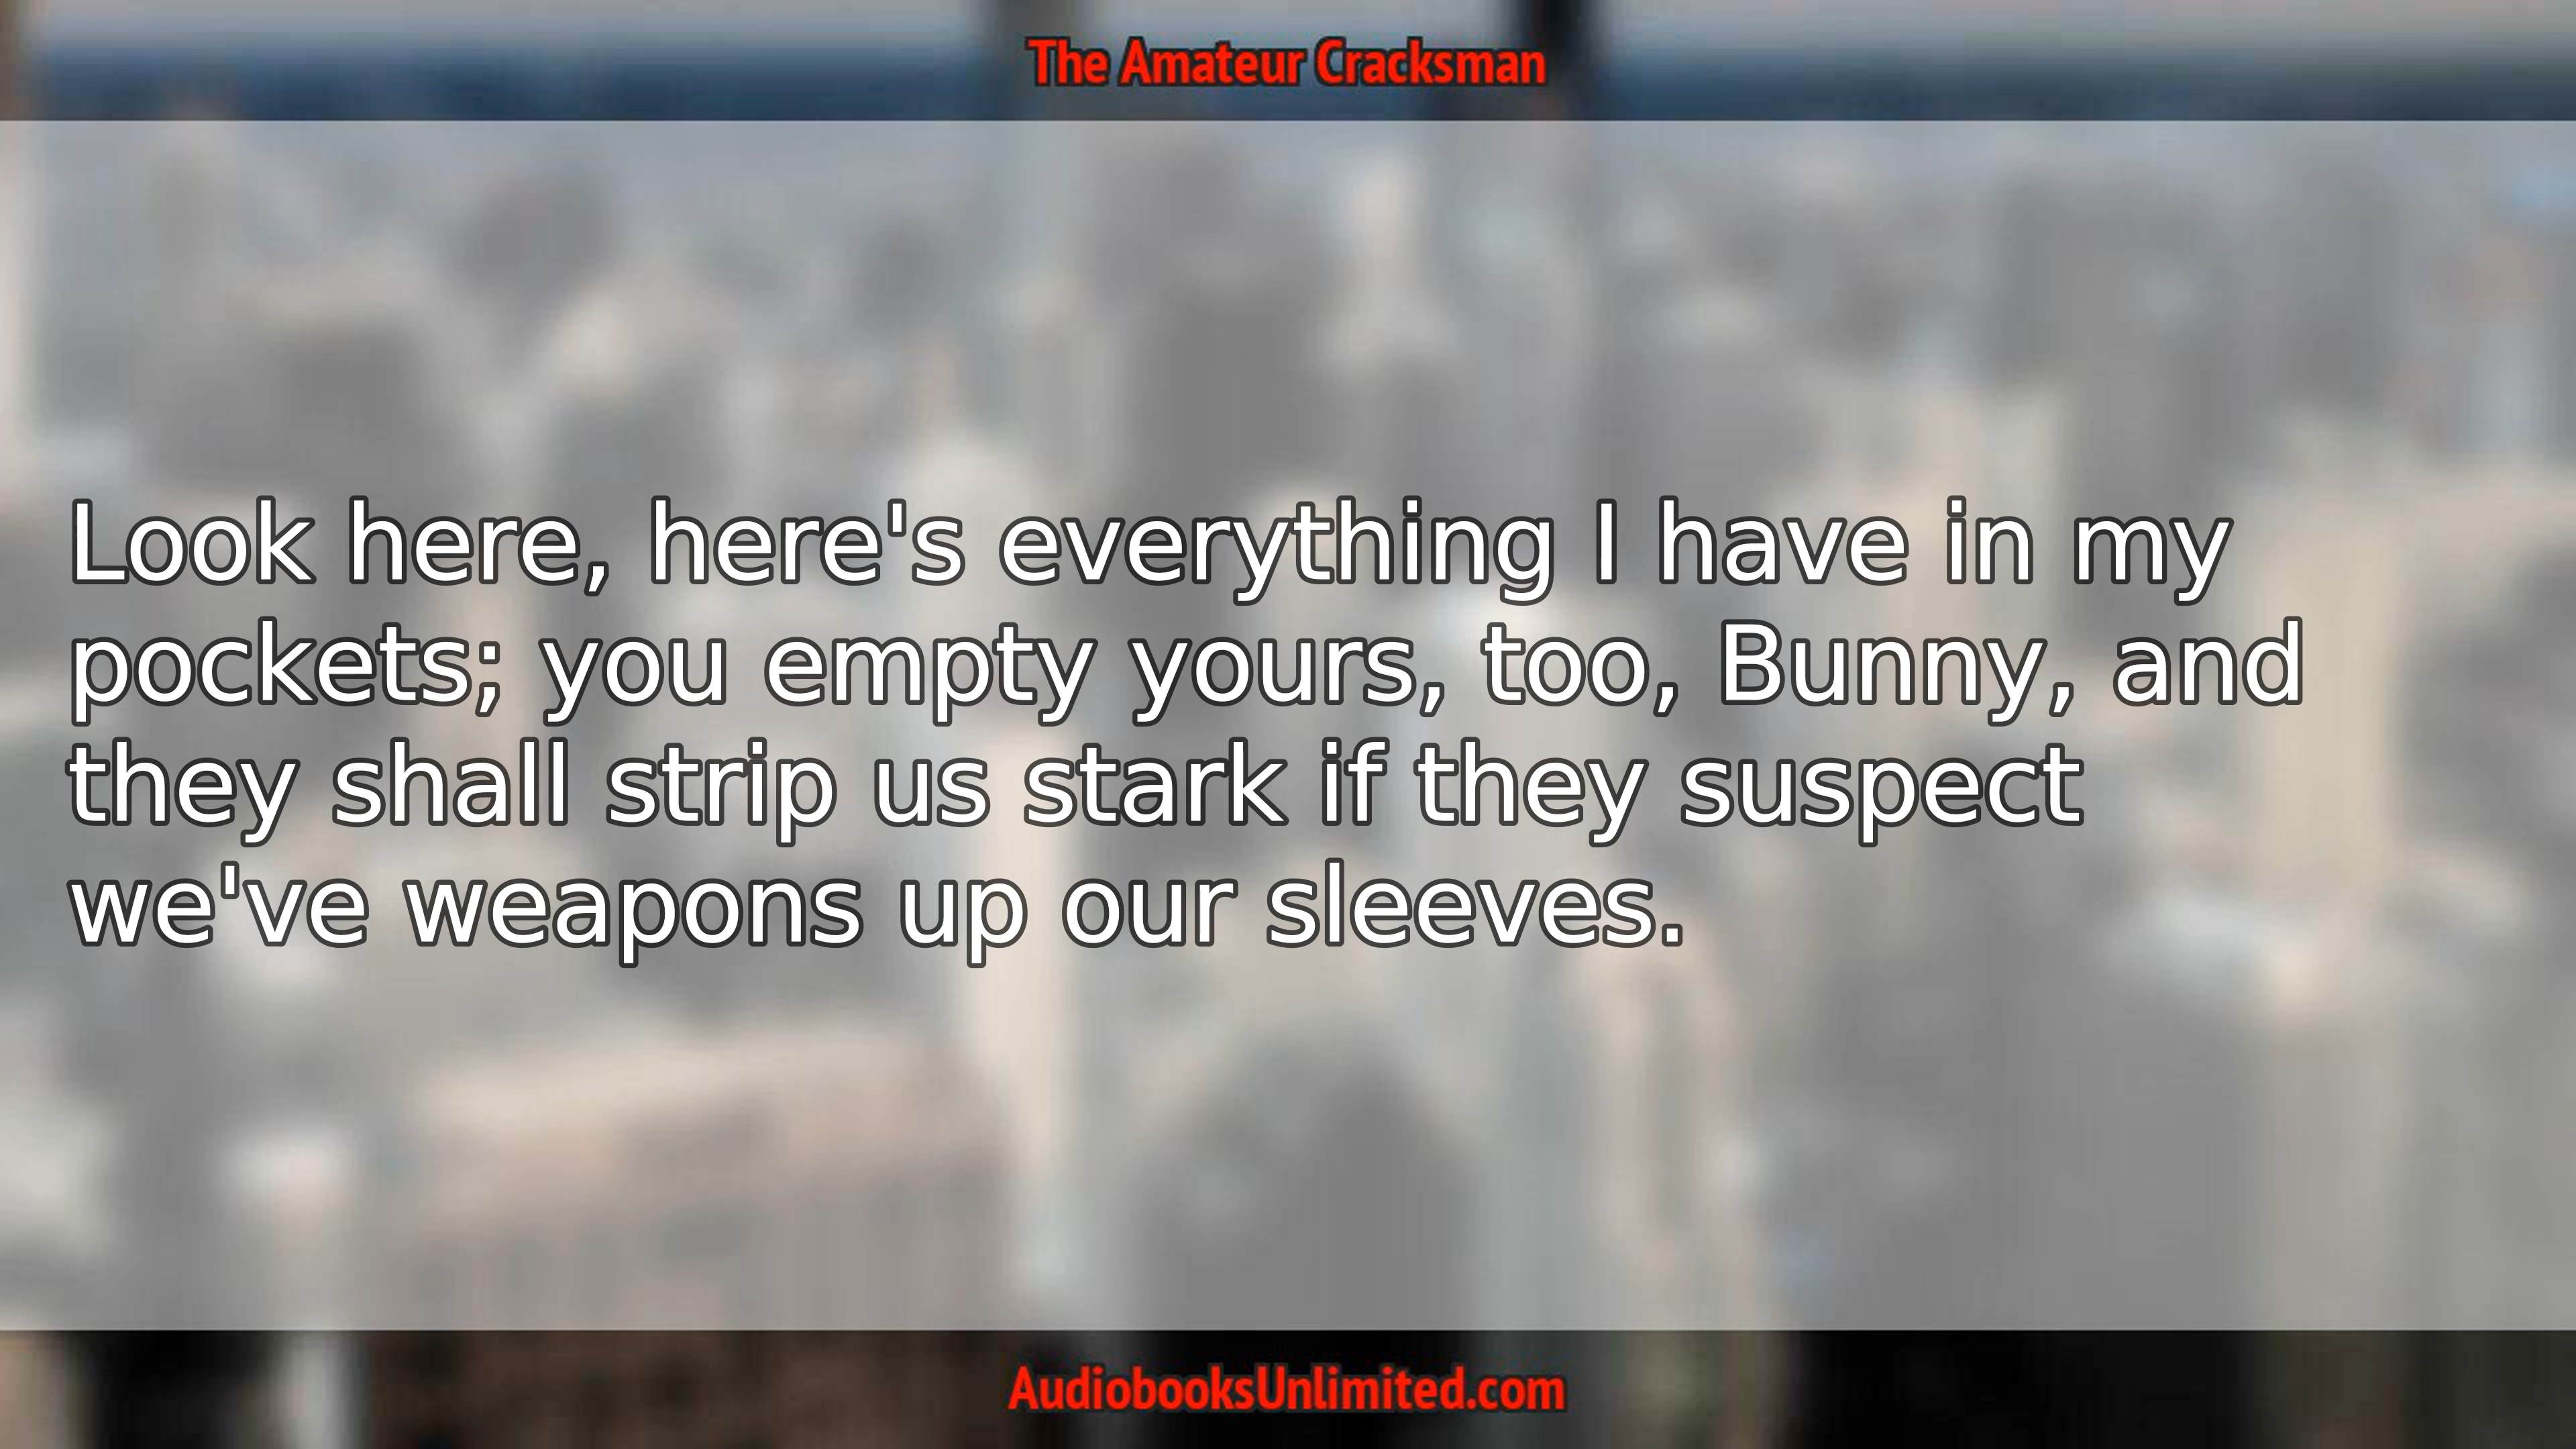 The Amateur Cracksman
Look here, here's everything I have in my
pockets; you empty yours, too, Bunny, and
they shall strip us stark if they suspect
we've weapons up our sleeves.
AudiobooksUnlimited.com